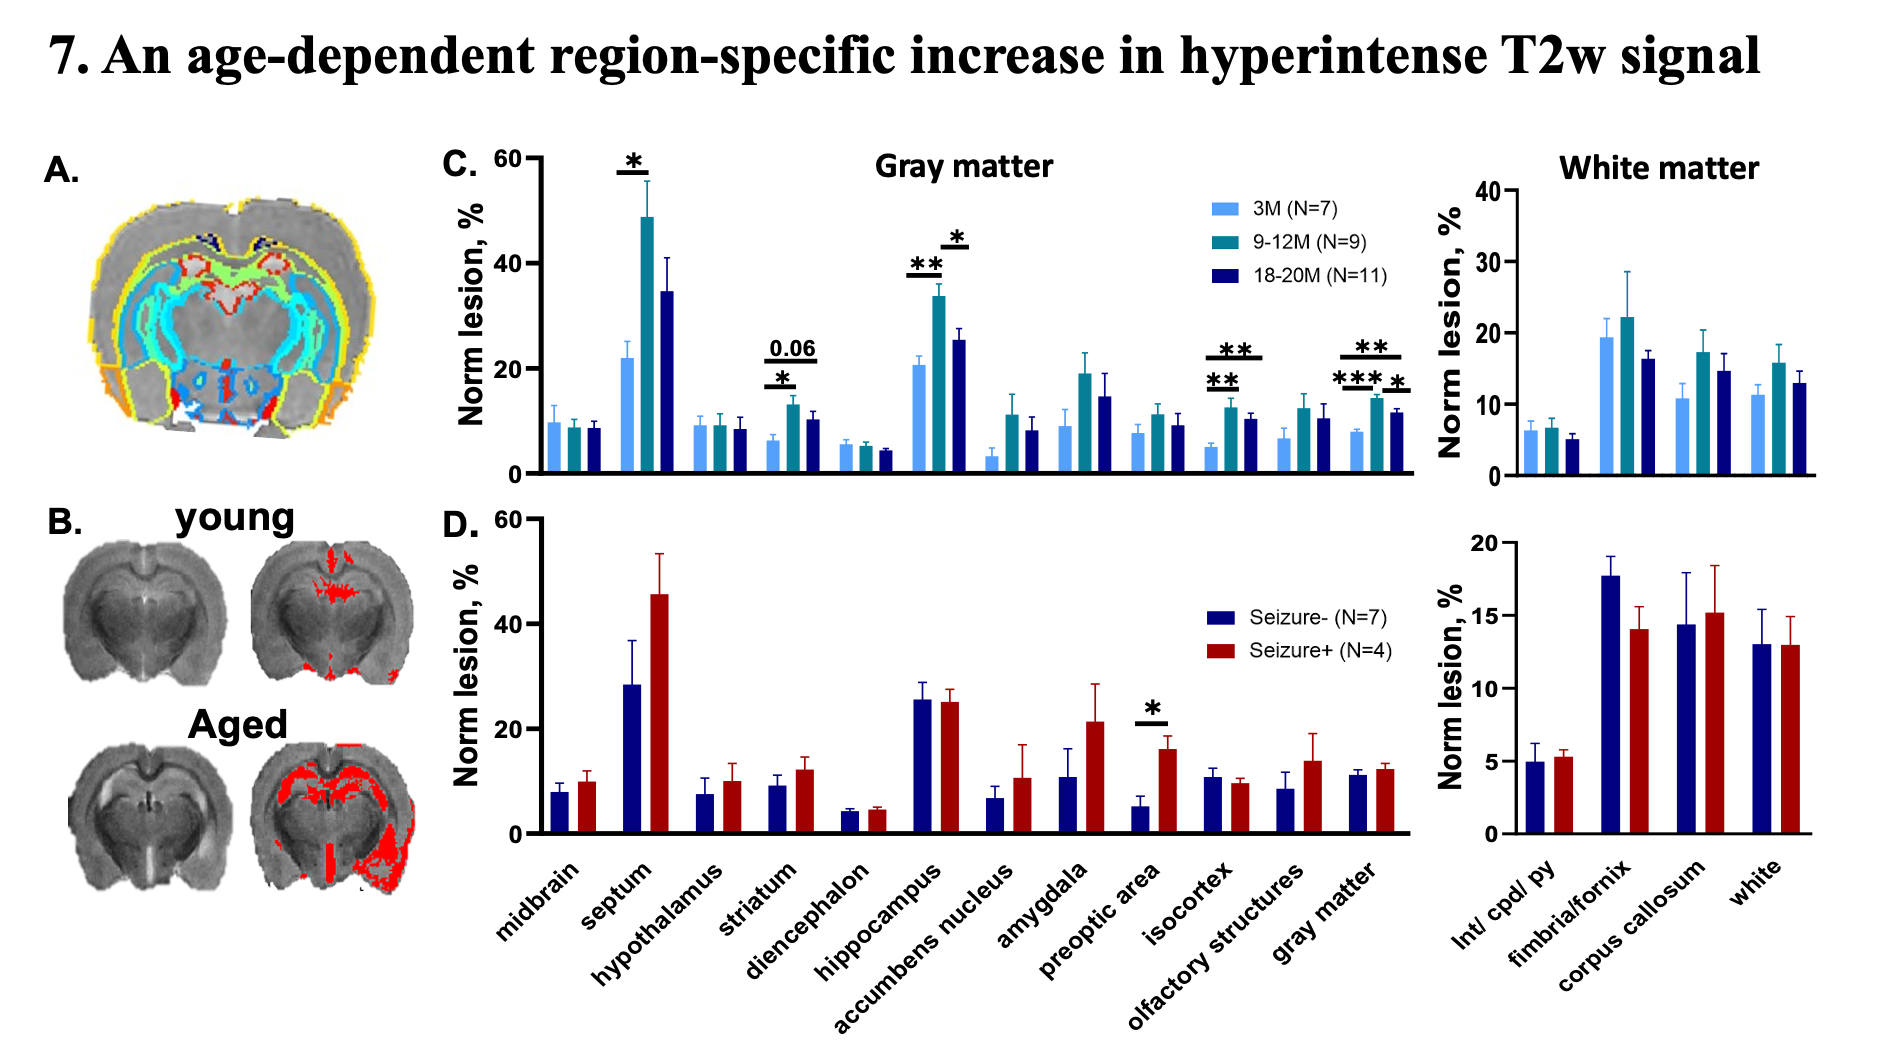 7. An age-dependent region-specific increase in hyperintense T2w signal
A.
B.
young
Aged
C.
Gray matter
Norm lesion, %
60
40
20
0
3M (N=7)
9-12M (N=9)
18-20M (N=11)
*
*
0.06
**
*
**
**
***
*
**
White matter
Norm lesion, %
40
30
20
10
0
D.
Norm lesion, %
60
40
20
0
Seizure- (N=7)
Seizure+ (N=4)
*
midbrain
septum
hypothalamus
striatum
diencephalon
hippocampus
accumbens nucleus
amygdala
preoptic area
isocortex
olfactory structures
gray matter
Norm lesion, %
20
15
10
5
0
Int/ cpd/ py
fimbria/fornix
corpus callosum
white